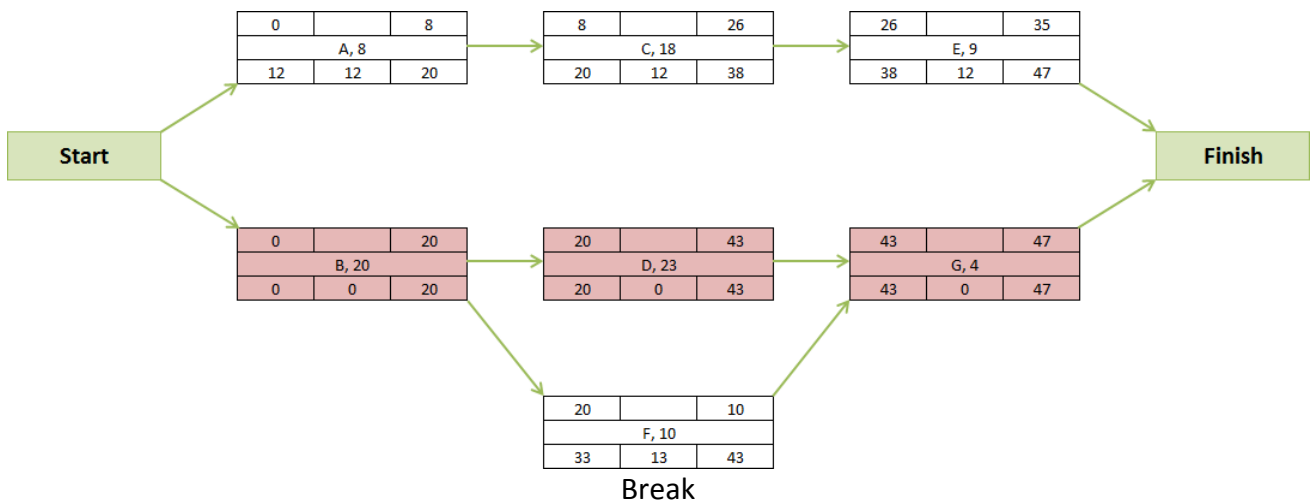 0 8 8 26 26 35
A, 8 C, 18 E, 9
12 12 20 20 12 38 38 12 47
Start Finish
0 20 20 43 43 47
B, 20 D, 23 G, 4
0 0 20 20 0 43 43 0 47
20 10
F, 10
33 13 43
Break